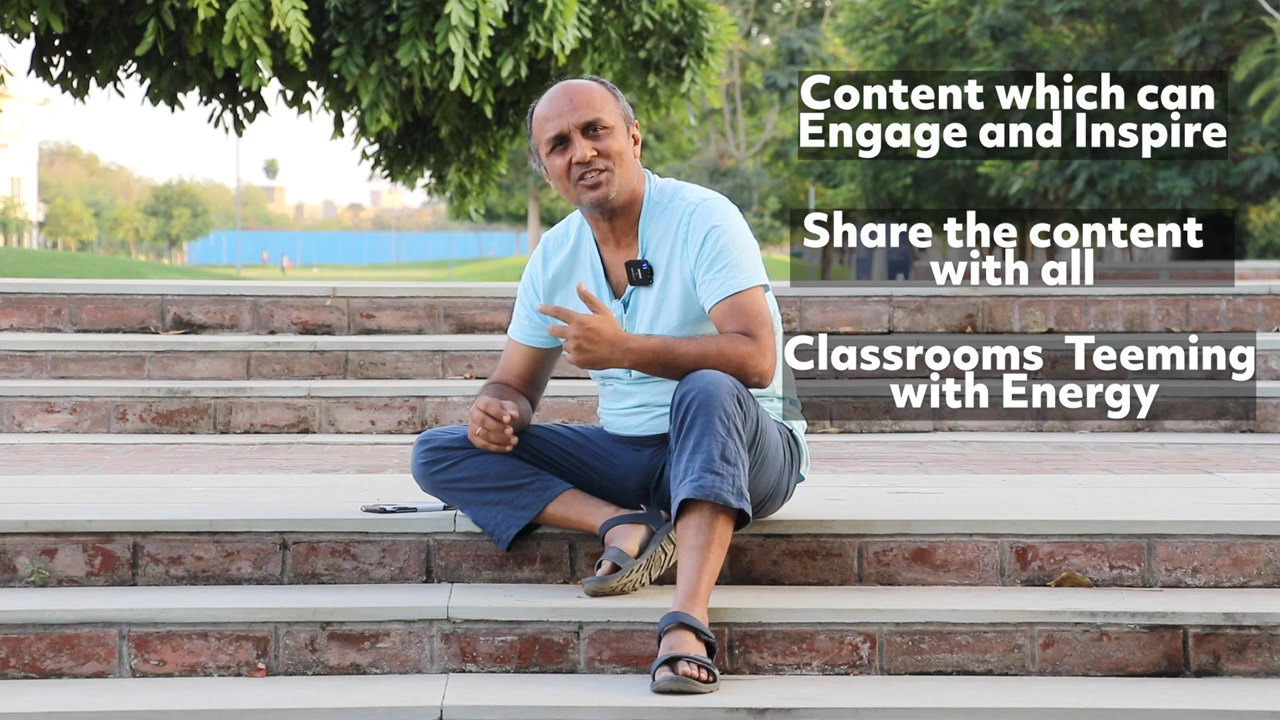 Content which can
Engage and Inspire
Share the content
with all
Classrooms Teeming
with Energy